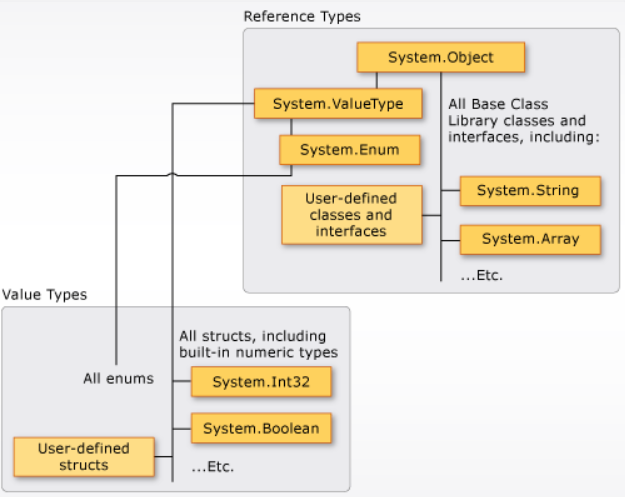 Reference Types
System.Object
System.ValueType
All Base Class
Library classes and
interfaces, including:
System.Enum
System.String
User-defined
classes and
interfaces
System.Array
...Etc.
Value Types
All structs, including
built-in numeric types
All enums
System.Int32
System.Boolean
User-defined
structs
...Etc.